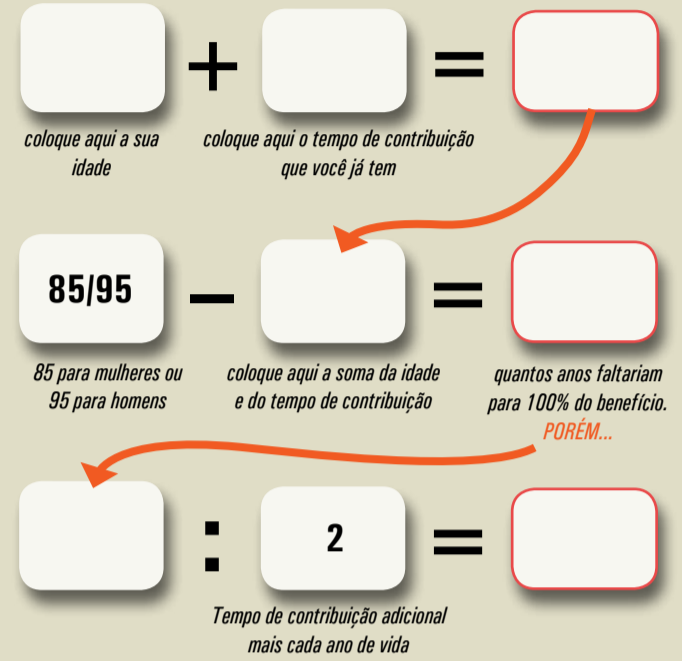 +
=
coloque aqui a sua
idade
coloque aqui o tempo de contribuição
que você já tem
85/95
-
=
85 para mulheres ou
95 para homens
coloque aqui a soma da idade
e do tempo de contribuição
quantos anos faltariam
para 100% do benefício.
PORÉM...
:
2
=
Tempo de contribuição adicional
mais cada ano de vida